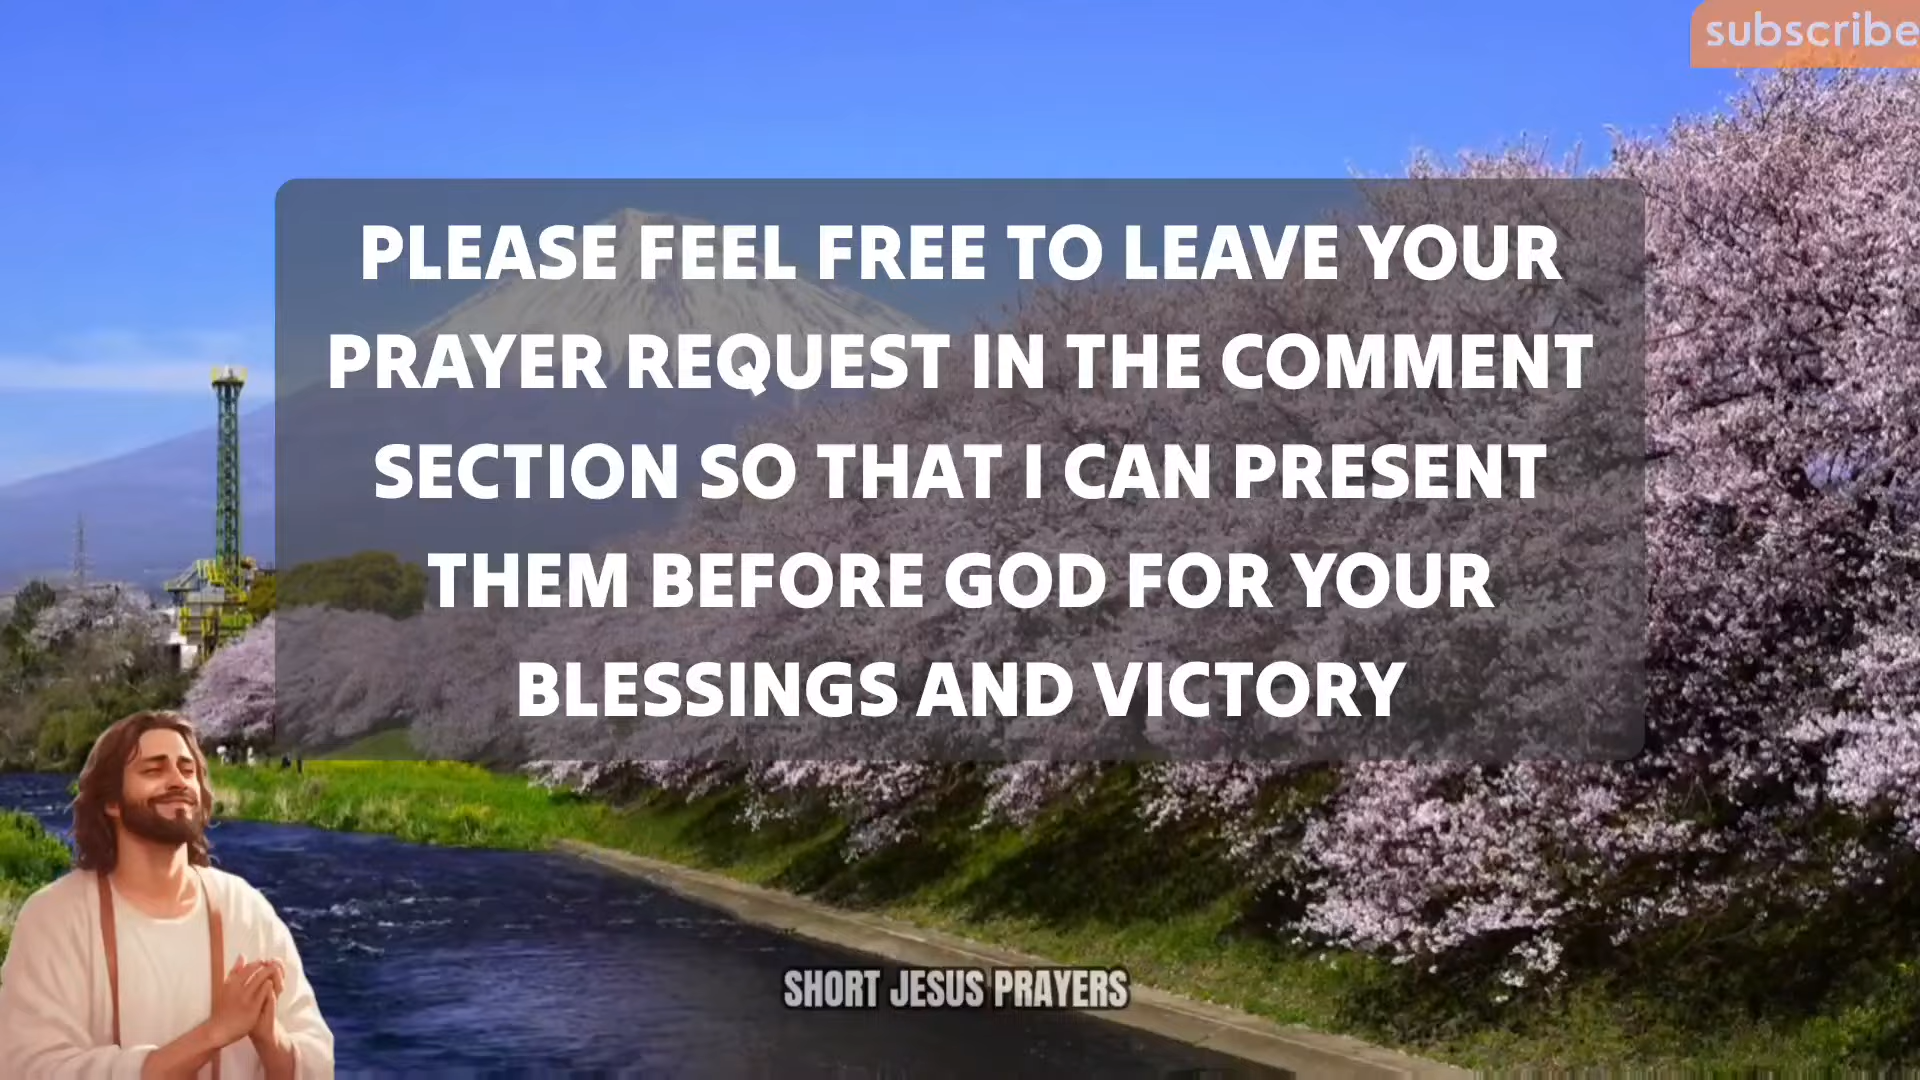 subscribe
PLEASE FEEL FREE TO LEAVE YOUR
PRAYER REQUEST IN THE COMMENT
SECTION SO THAT I CAN PRESENT
THEM BEFORE GOD FOR YOUR
BLESSINGS AND VICTORY
SHORT JESUS PRAYERS